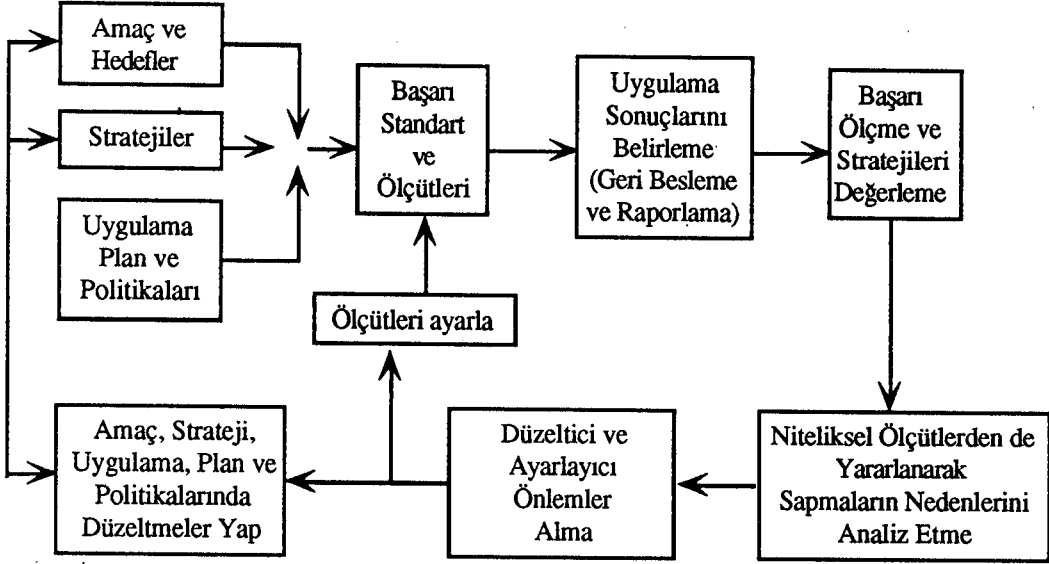 Amaç ve
Hedefler
Stratejiler
Uygulama
Plan ve
Politikaları
Başarı
Standart
ve
Ölçütleri
Uygulama
Sonuçlarını
Belirleme
(Geri Besleme
ve Raporlama)
Başarı
Ölçme ve
Stratejileri
Değerleme
Ölçütleri ayarla
Amaç, Strateji,
Uygulama, Plan ve
Politikalarında
Düzeltmeler Yap
Düzeltici ve
Ayarlayıcı
Önlemler
Alma
Niteliksel Ölçütlerden de
Yararlanarak
Sapmaların Nedenlerini
Analiz Etme